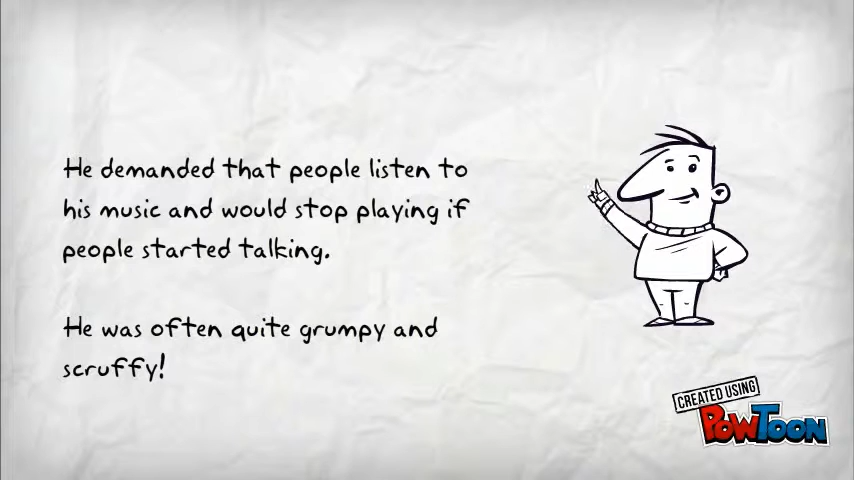 He demanded that people listen to
his music and would stop playing if
people started talking.
He was often quite grumpy and
scruffy!
CREATED USING
POWTOON